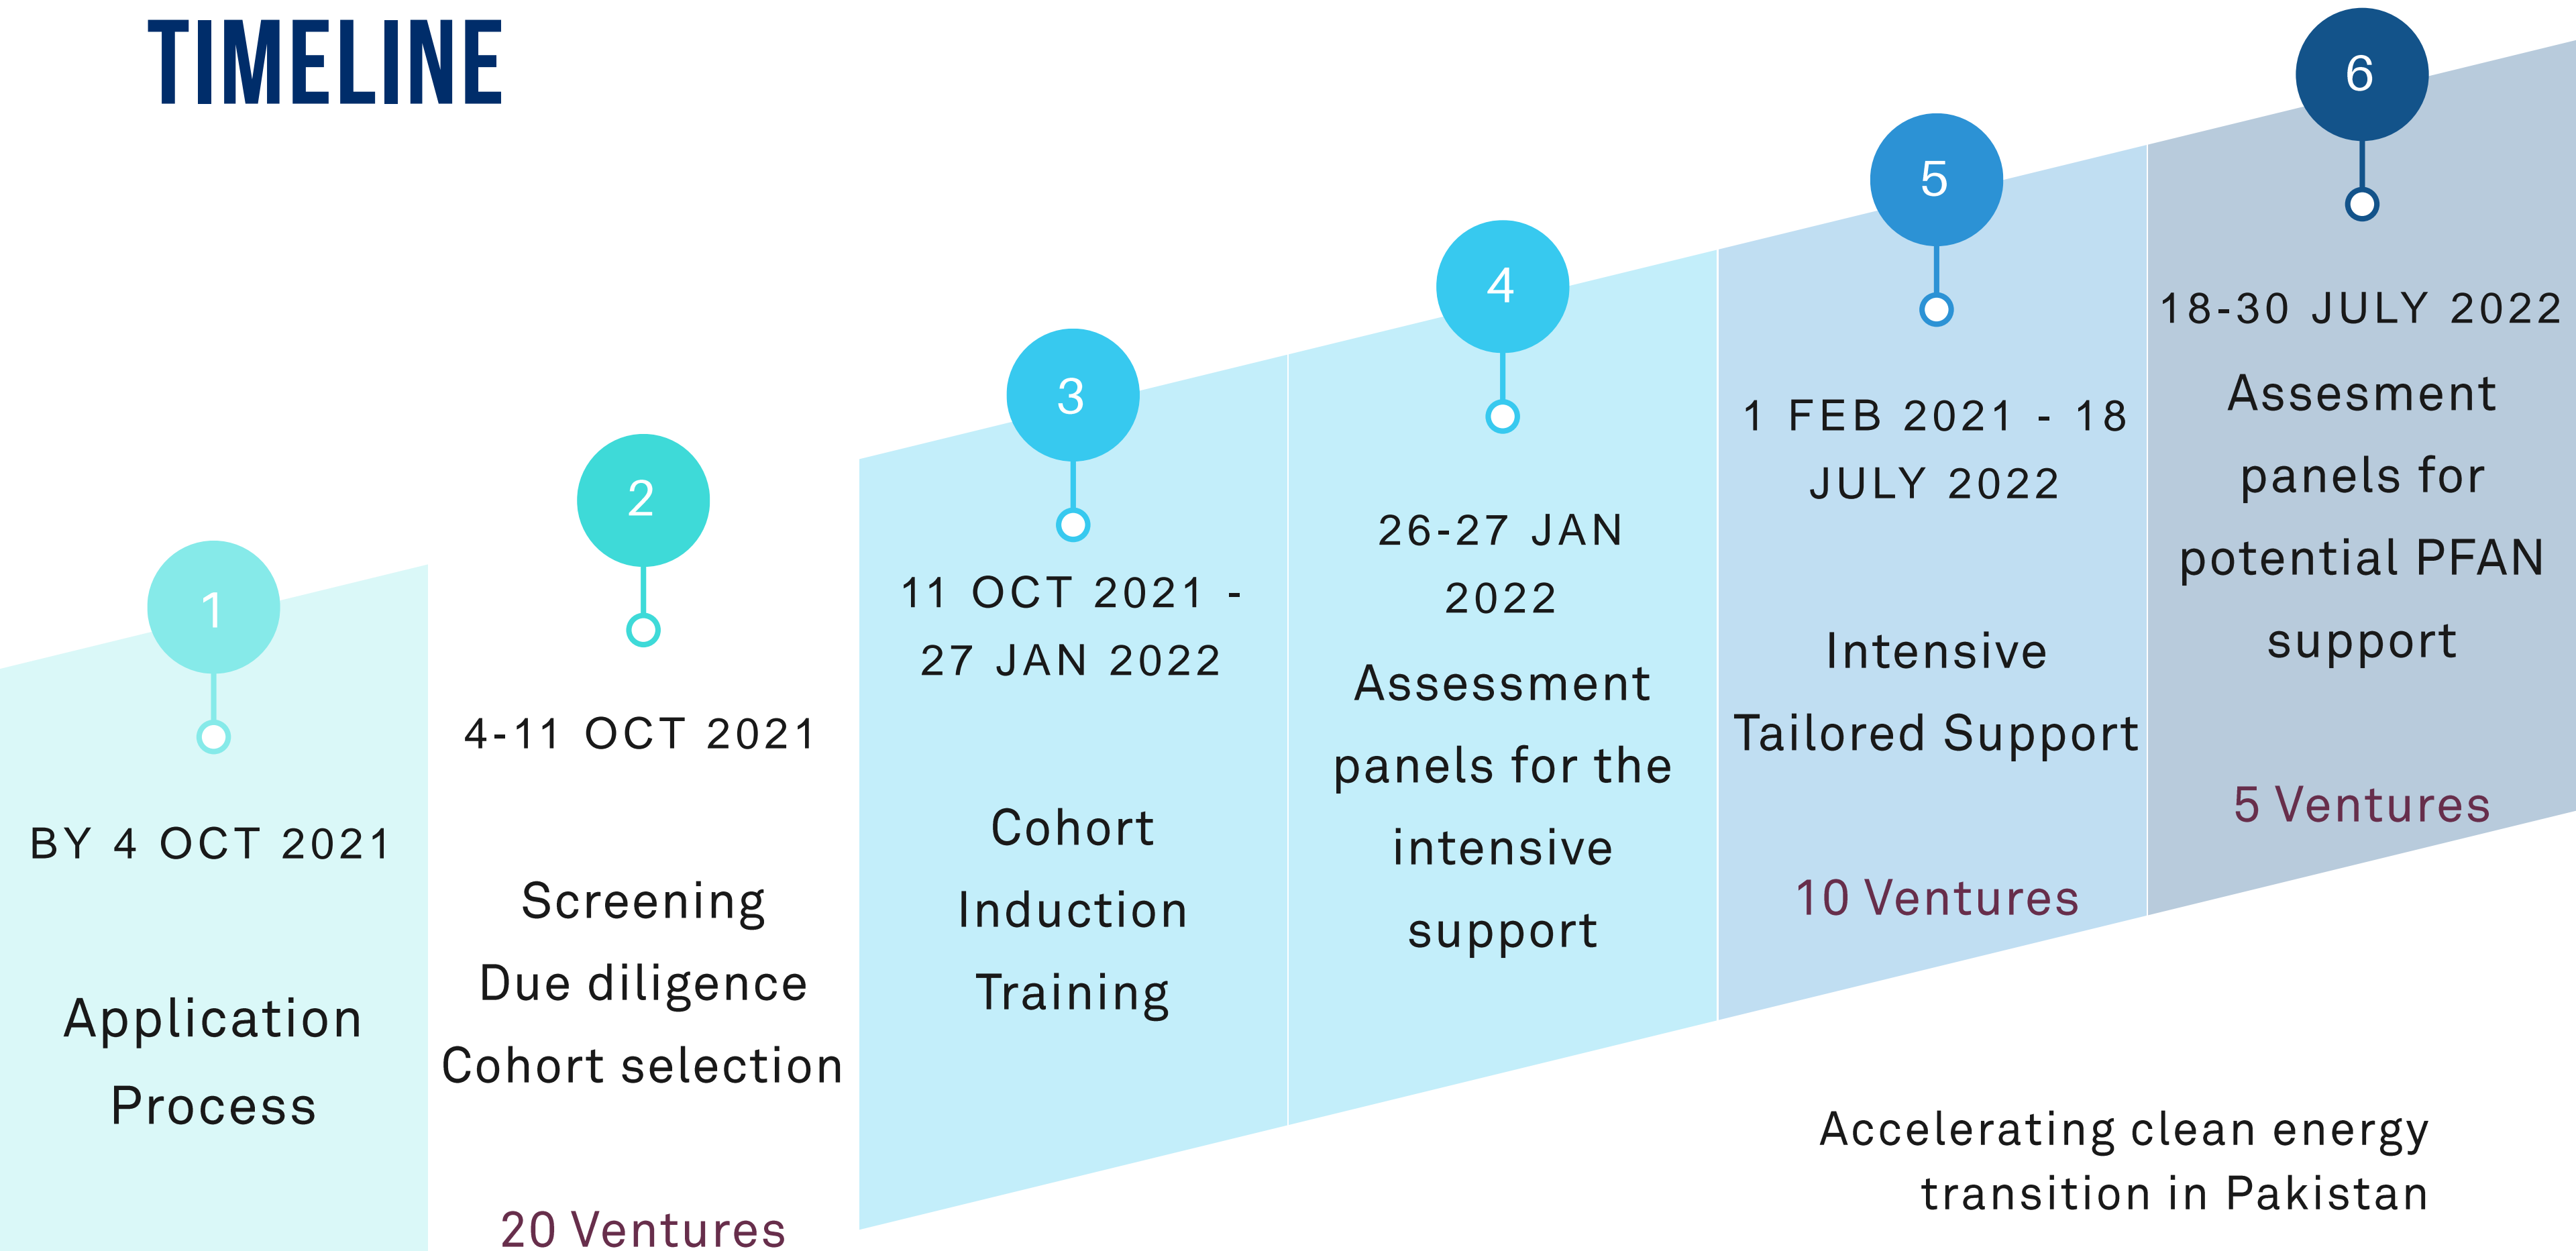 TIMELINE
1
BY 4 OCT 2021
Application
Process
2
4-11 OCT 2021
Screening
Due diligence
Cohort selection
20 Ventures
3
11 OCT 2021 -
27 JAN 2022
Cohort
Induction
Training
4
26-27 JAN
2022
Assessment
panels for the
intensive
support
5
1 FEB 2021 - 18
JULY 2022
Intensive
Tailored Support
10 Ventures
6
18-30 JULY 2022
Assesment
panels for
potential PFAN
support
5 Ventures
Accelerating clean energy
transition in Pakistan